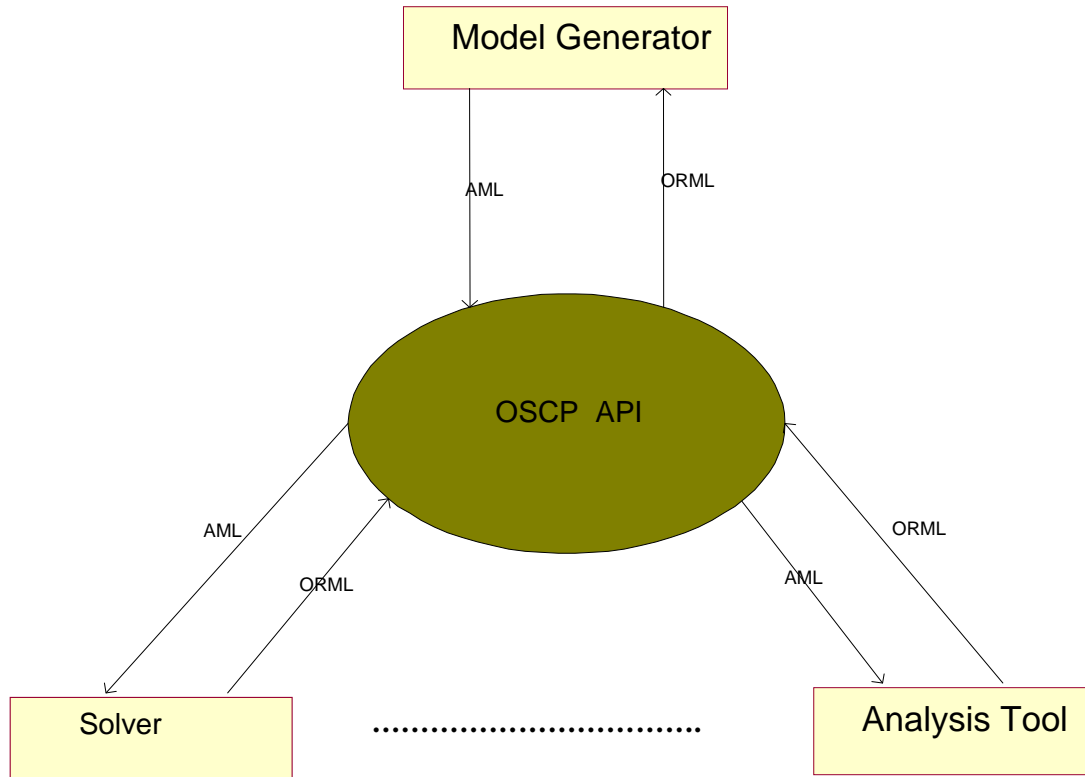 Model Generator
AML
ORML
OSCP API
AML
ORML
ORML
AML
Solver
Analysis Tool